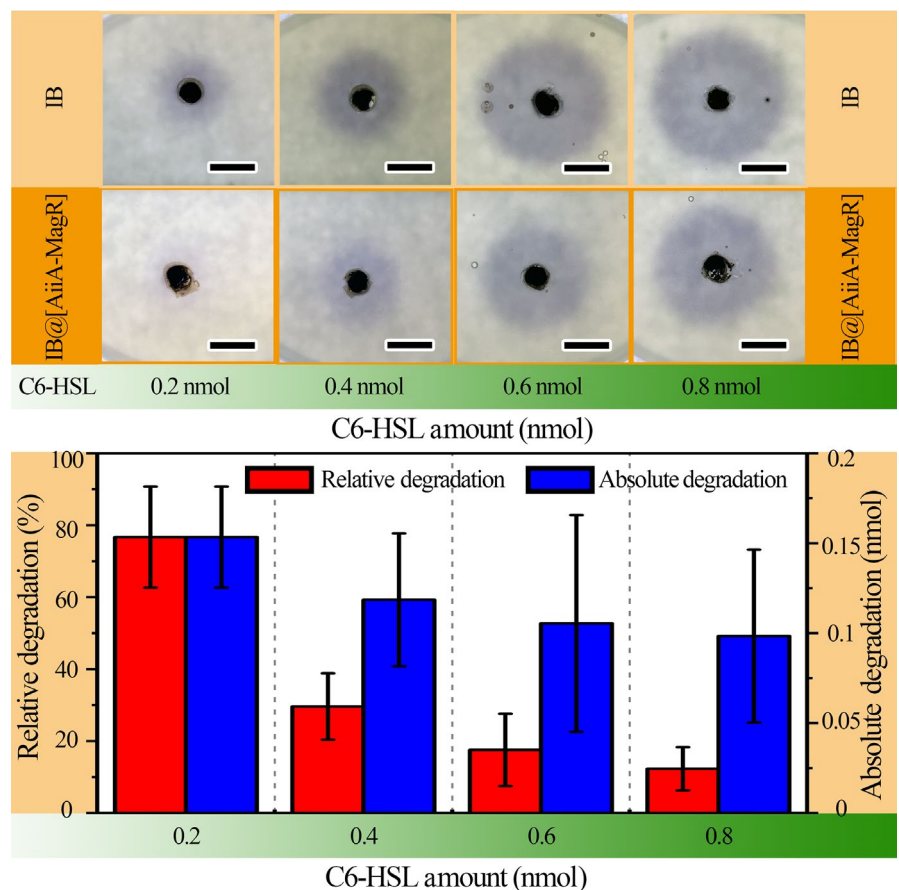 IB
IB
IB@[AiiA-MagR]
IB@[AiiA-MagR]
C6-HSL 0.2 nmol 0.4 nmol 0.6 nmol 0.8 nmol
C6-HSL amount (nmol)
Relative degradation (%)
100
80
60
40
20
0
Relative degradation Absolute degradation
0.2
0.15
0.1
0.05
0
Absolute degradation (nmol)
0.2 0.4 0.6 0.8
C6-HSL amount (nmol)